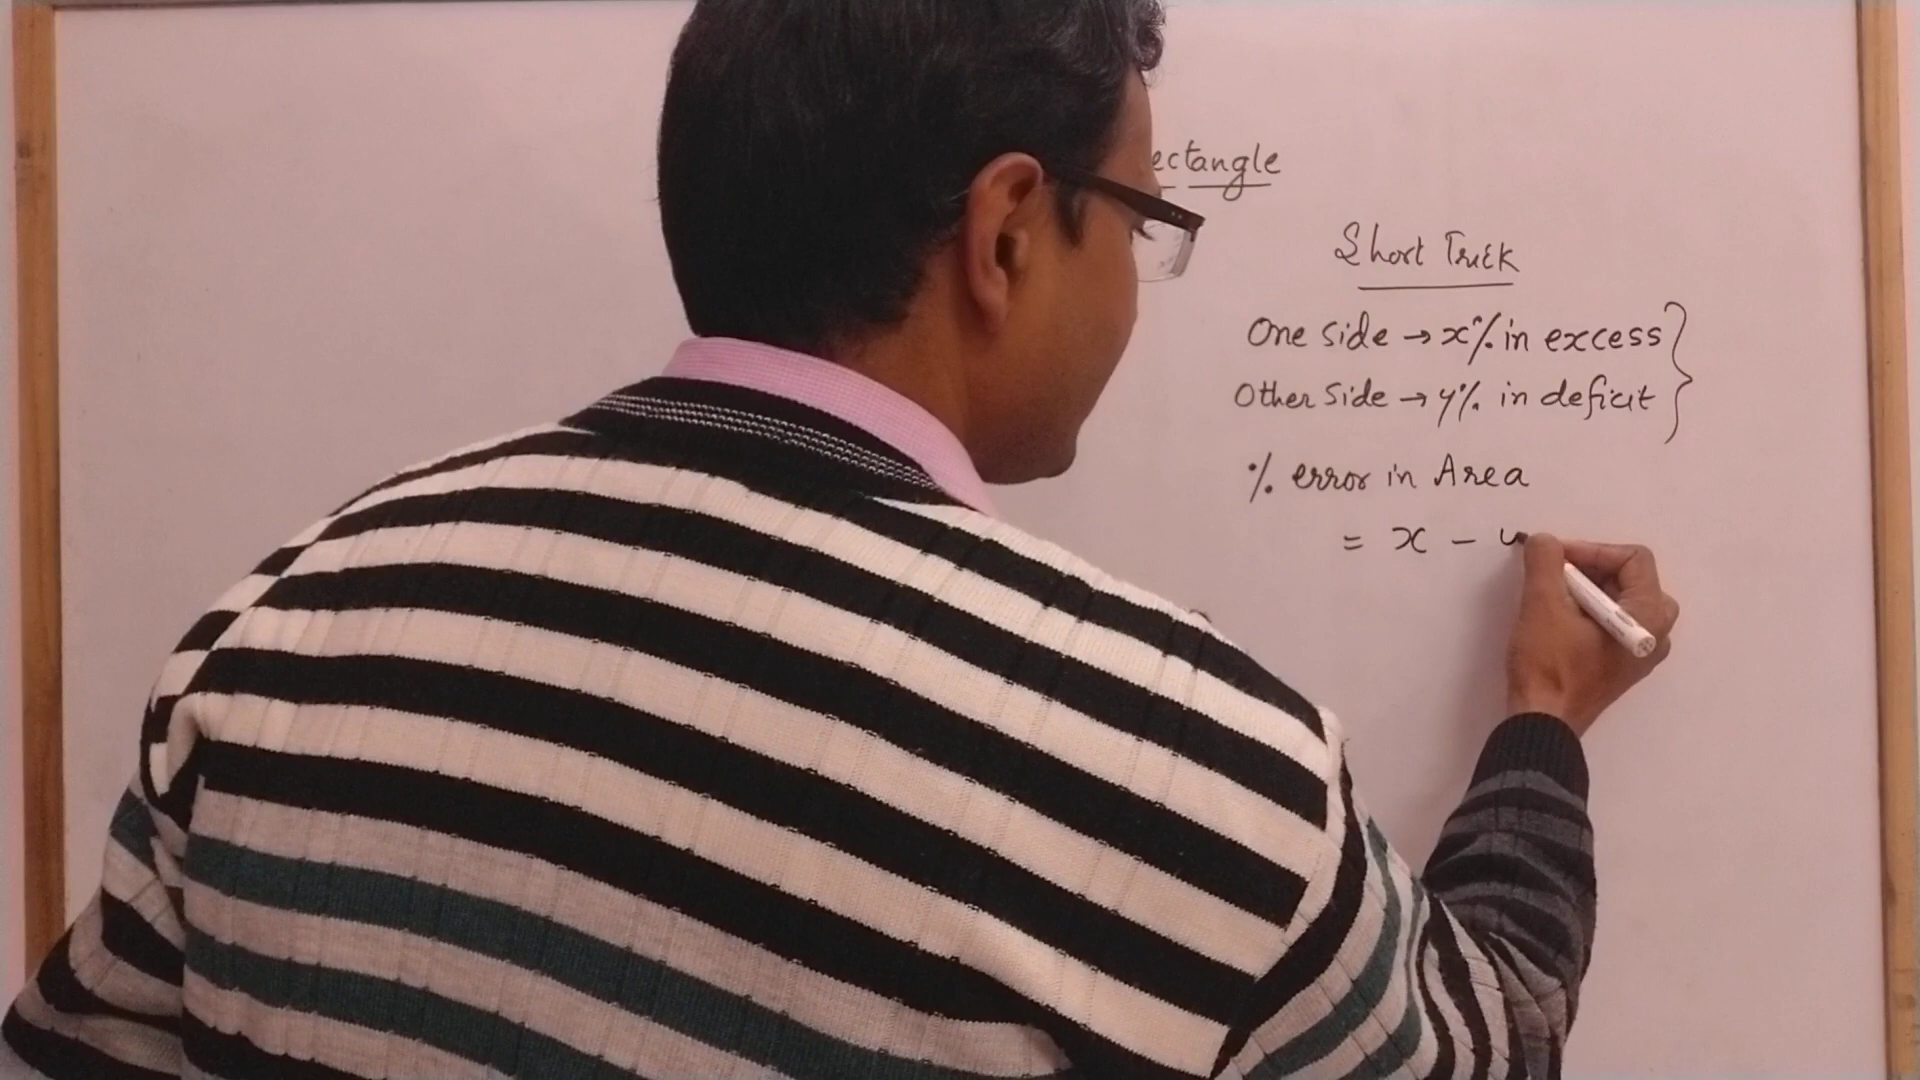 ectangle
Short Trick
One side → x% in excess
Other Side → y% in deficit
% error in Area
= x -